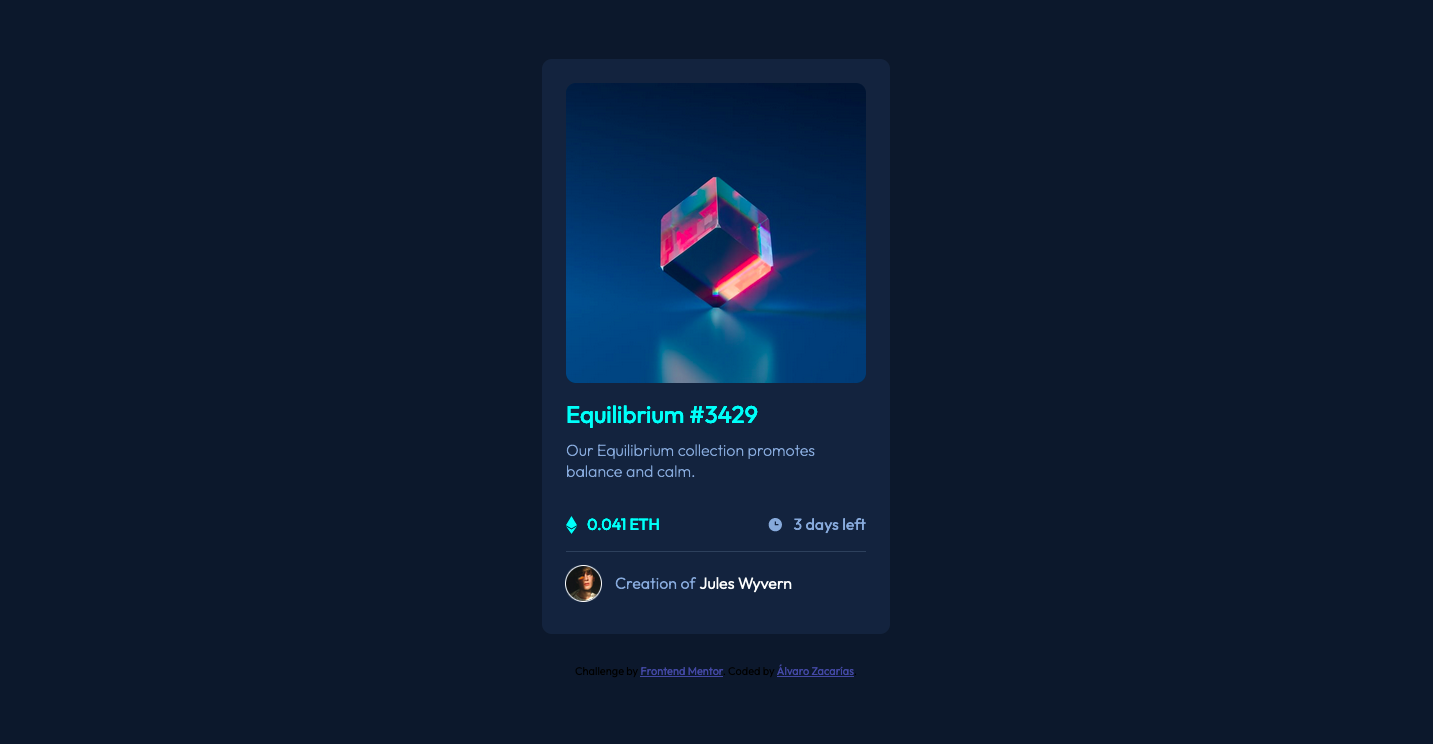 Equilibrium #3429
Our Equilibrium collection promotes
balance and calm.
0.041 ETH
3 days left
Creation of Jules Wyvern
Challenge by Frontend Mentor. Coded by Álvaro Zacarías.